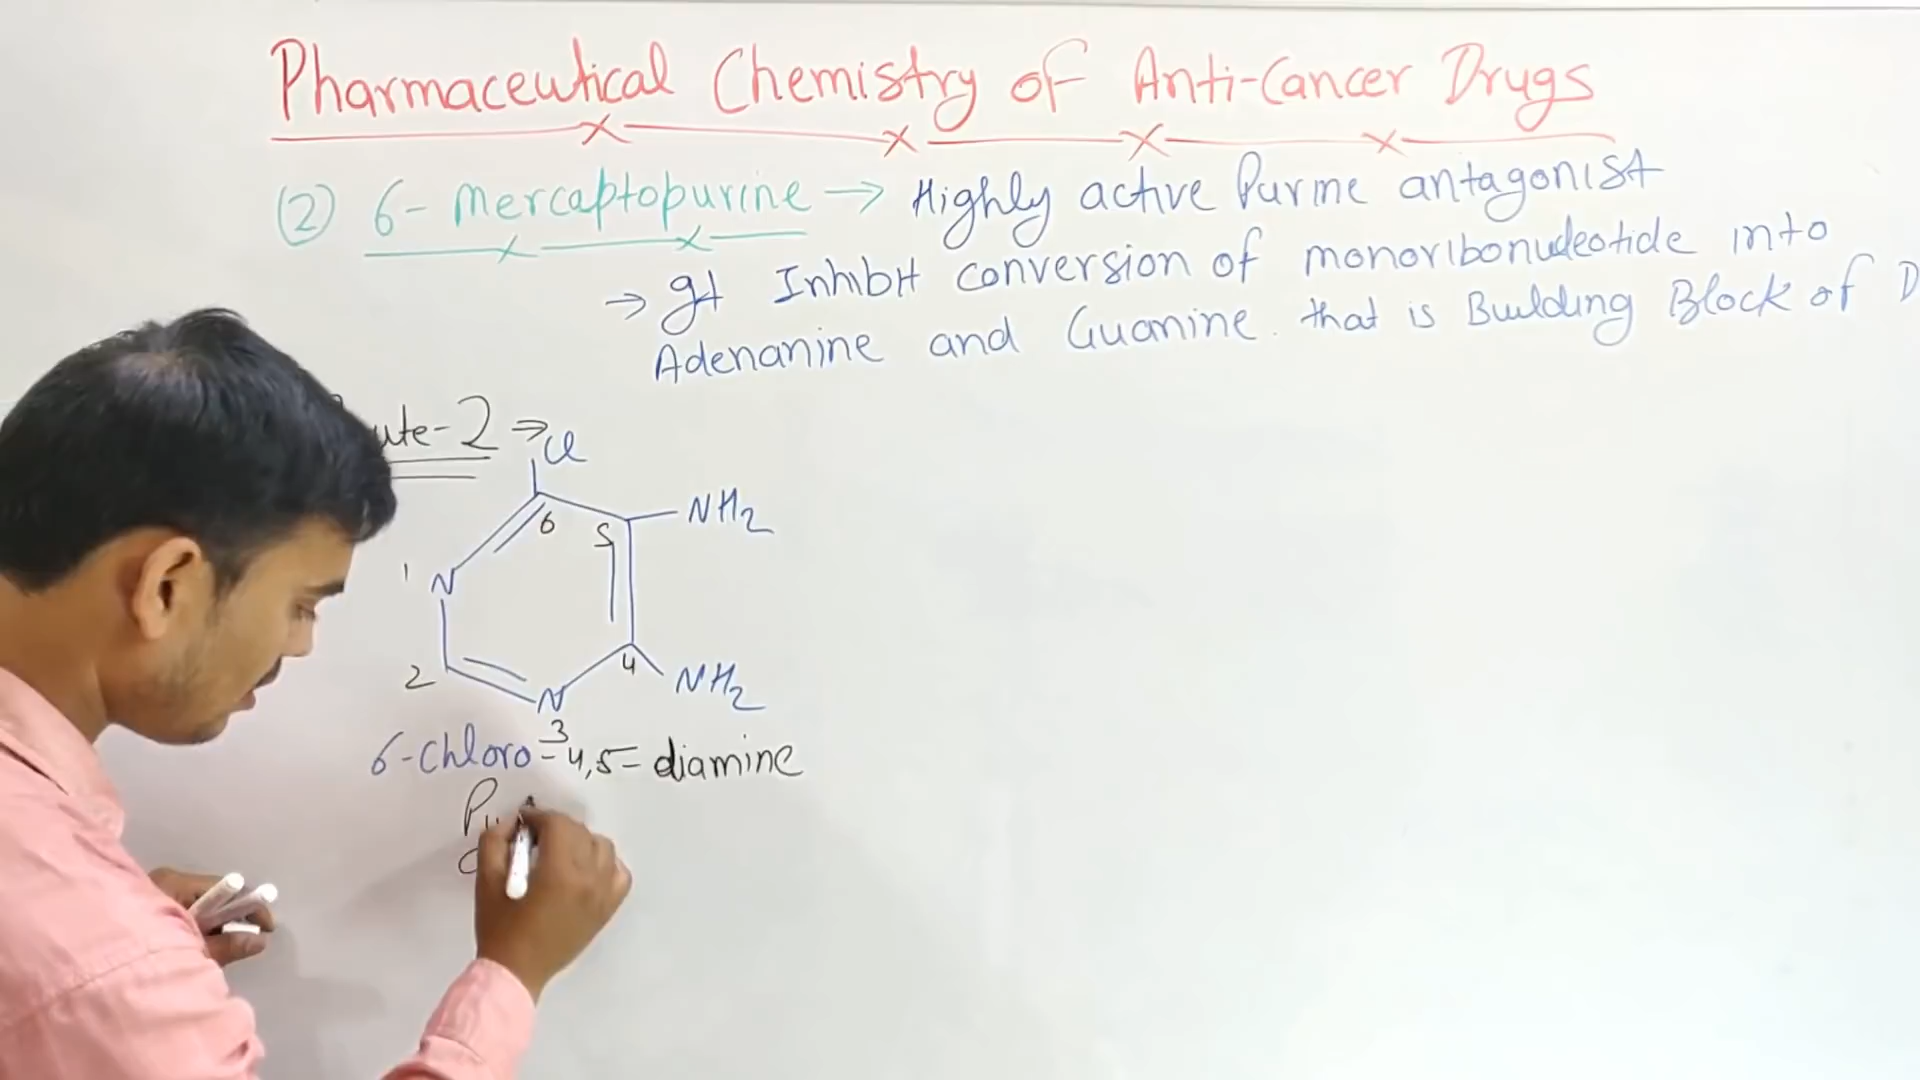 Pharmaceutical Chemistry of Anti-Cancer Drugs
(2) 6-Mercaptopurine → Highly active Purine antagonist
→ It Inhibit conversion of monoribonucleotide into
Adenanine and Guanine. that is Building Block of D
ute-2 ⇒
Cl
6
5
NH2
1
N
2
4
NH2
N
3
6-Chloro-4,5-diamine